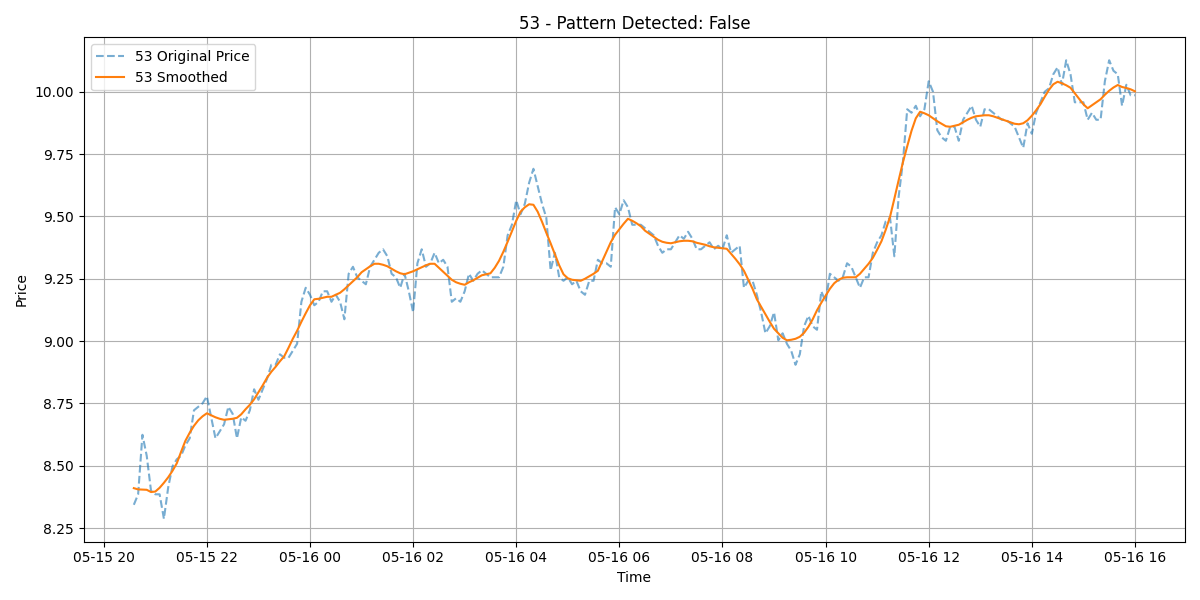 53 - Pattern Detected: False
53 Original Price
53 Smoothed
Price
10.00
9.75
9.50
9.25
9.00
8.75
8.50
8.25
05-15 20 05-15 22 05-16 00 05-16 02 05-16 04 05-16 06 05-16 08 05-16 10 05-16 12 05-16 14 05-16 16
Time